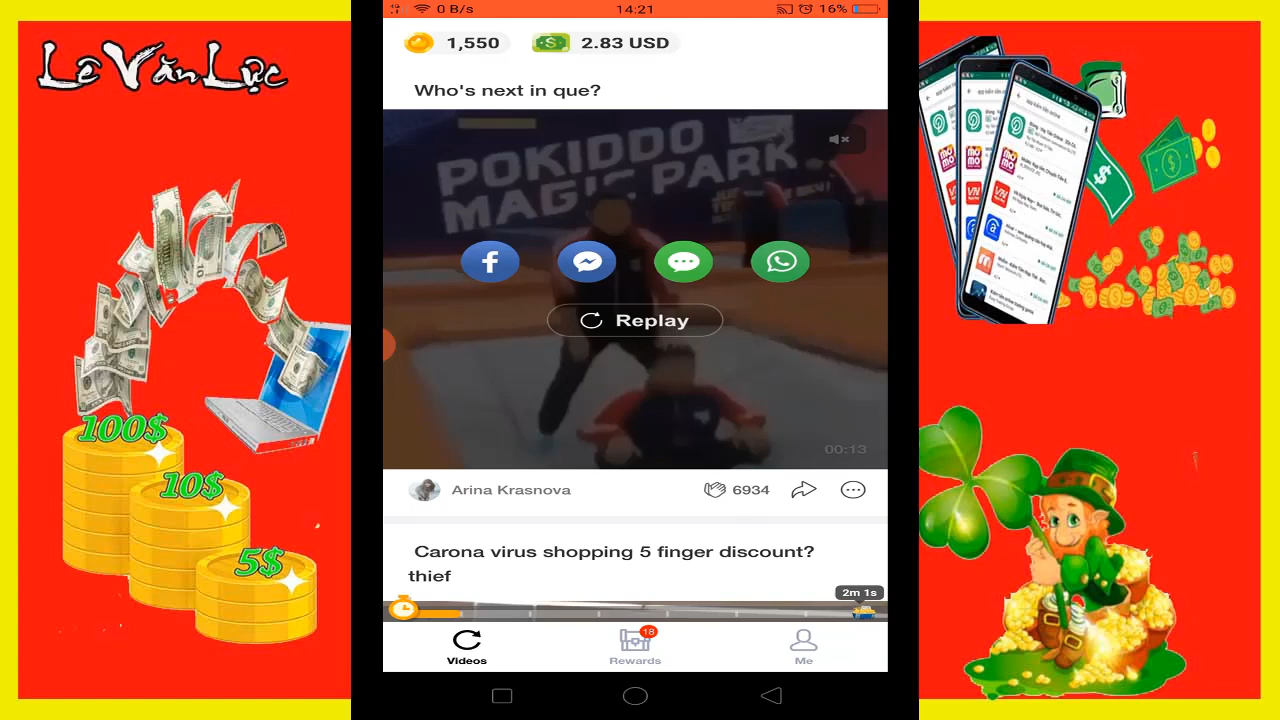 Lê Văn Lực
0 B/s 14:21 16%
1,550 2.83 USD
Who's next in que?
POKIDDO
MAGIC PARK
Replay
00:13
Arina Krasnova 6934
Carona virus shopping 5 finger discount?
thief
2m 1s
18
Videos Rewards Me
100$
10$
5$